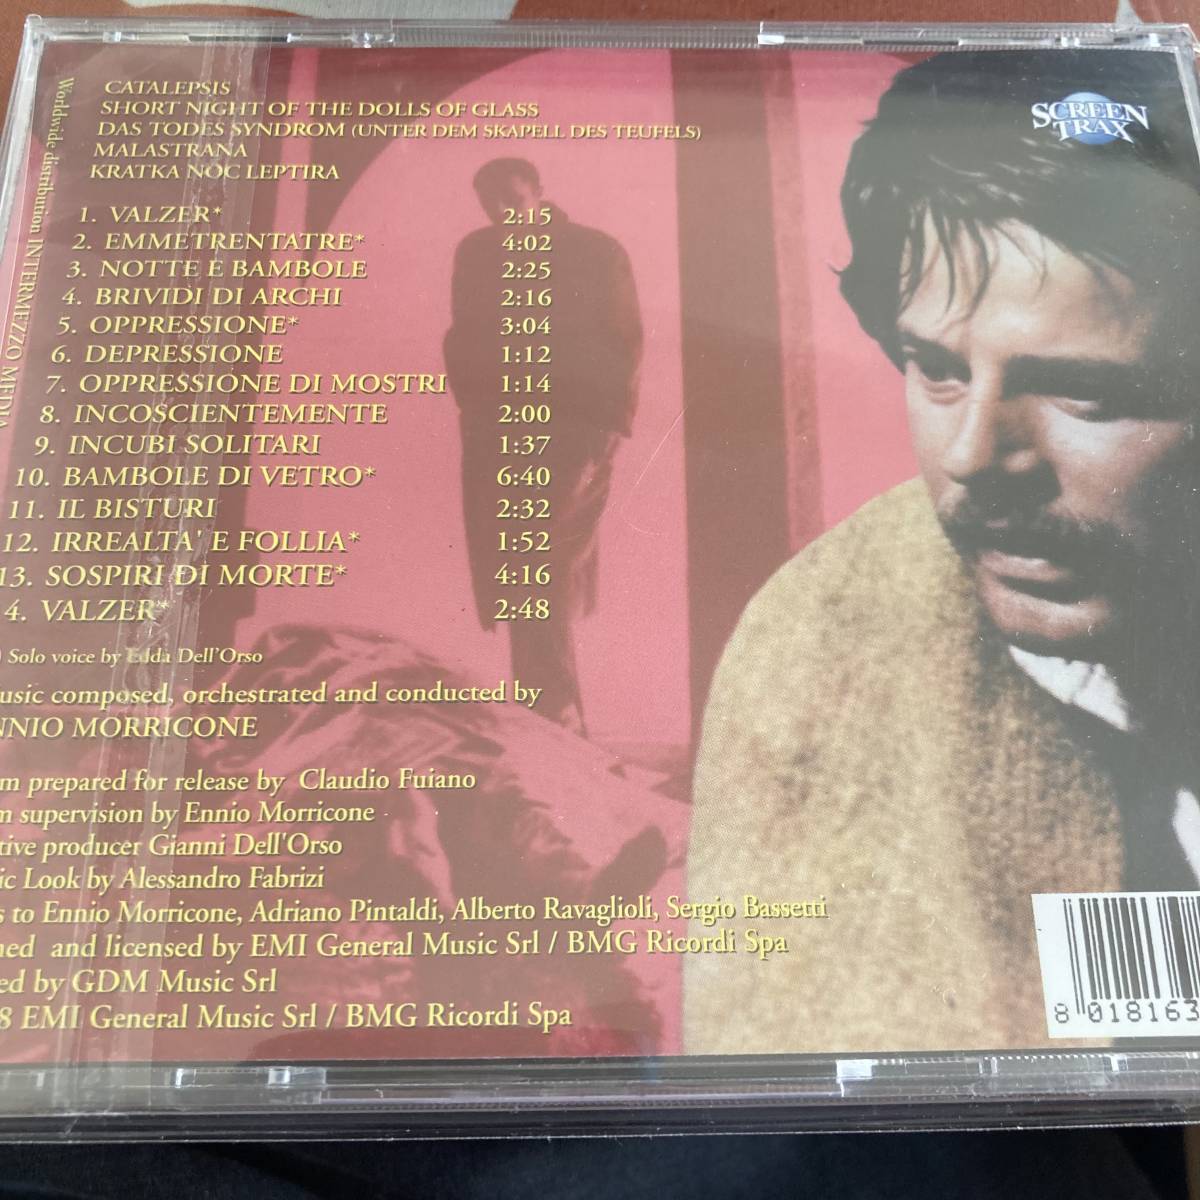 CATALEPSIS
SHORT NIGHT OF THE DOLLS OF GLASS
DAS TODES SYNDROM (UNTER DEM SKAPELL DES TEUFELS)
MALASTRANA
KRATKA NOC LEPTIRA
SCREEN
TRAX
1. VALZER* 2:15
2. EMMETRENTATRE* 4:02
3. NOTTE E BAMBOLE 2:25
4. BRIVIDI DI ARCHI 2:16
5. OPPRESSIONE* 3:04
6. DEPRESSIONE 1:12
7. OPPRESSIONE DI MOSTRI 1:14
8. INCOSCIENTEMENTE 2:00
9. INCUBI SOLITARI 1:37
10. BAMBOLE DI VETRO* 6:40
11. IL BISTURI 2:32
12. IRREALTA' E FOLLIA* 1:52
13. SOSPIRI DI MORTE* 4:16
4. VALZER* 2:48
) Solo voice by Edda Dell'Orso
usic composed, orchestrated and conducted by
NNIO MORRICONE
m prepared for release by Claudio Fuiano
m supervision by Ennio Morricone
tive producer Gianni Dell'Orso
ic Look by Alessandro Fabrizi
s to Ennio Morricone, Adriano Pintaldi, Alberto Ravaglioli, Sergio Bassetti
ned and licensed by EMI General Music Srl / BMG Ricordi Spa
ed by GDM Music Srl
8 EMI General Music Srl / BMG Ricordi Spa
Worldwide distribution INTERMEZZO MEDIA
8 018163